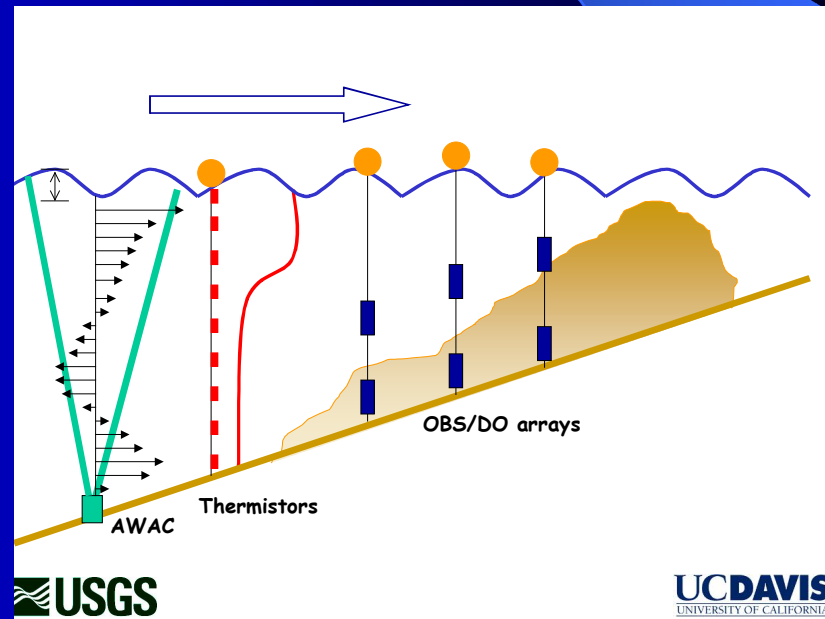 OBS/DO arrays
Thermistors
AWAC
USGS
UCDAVIS
UNIVERSITY OF CALIFORNIA